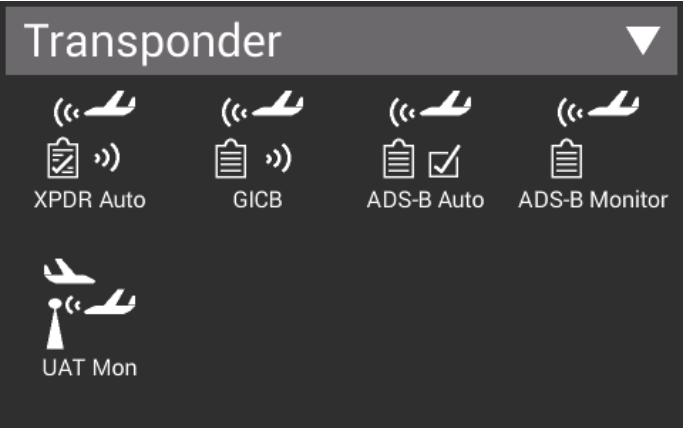 Transponder
XPDR Auto
GICB
ADS-B Auto
ADS-B Monitor
UAT Mon